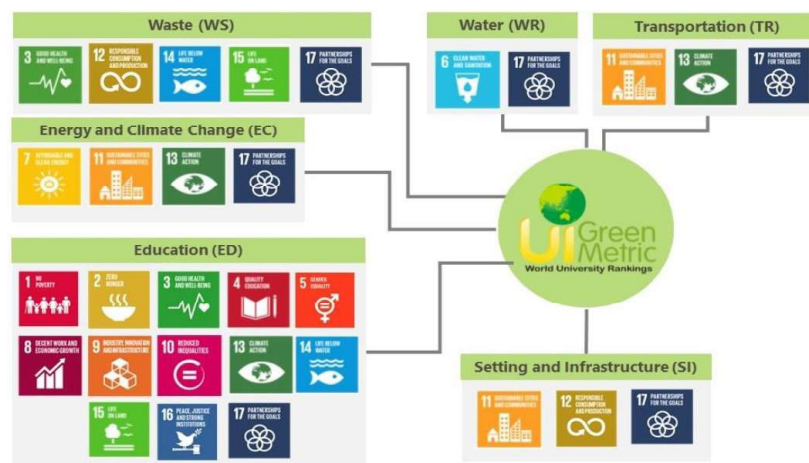 Waste (WS)
3 GOOD HEALTH
AND WELL-BEING
12 RESPONSIBLE
CONSUMPTION
AND PRODUCTION
14 LIFE BELOW
WATER
15 LIFE
ON LAND
17 PARTNERSHIPS
FOR THE GOALS
Water (WR)
6 CLEAN WATER
AND SANITATION
17 PARTNERSHIPS
FOR THE GOALS
Transportation (TR)
11 SUSTAINABLE CITIES
AND COMMUNITIES
13 CLIMATE
ACTION
17 PARTNERSHIPS
FOR THE GOALS
Energy and Climate Change (EC)
7 AFFORDABLE AND
CLEAN ENERGY
11 SUSTAINABLE CITIES
AND COMMUNITIES
13 CLIMATE
ACTION
17 PARTNERSHIPS
FOR THE GOALS
UI Green
Metric
World University Rankings
Education (ED)
1 NO
POVERTY
2 ZERO
HUNGER
3 GOOD HEALTH
AND WELL-BEING
4 QUALITY
EDUCATION
5 GENDER
EQUALITY
8 DECENT WORK AND
ECONOMIC GROWTH
9 INDUSTRY, INNOVATION
AND INFRASTRUCTURE
10 REDUCED
INEQUALITIES
13 CLIMATE
ACTION
14 LIFE BELOW
WATER
15 LIFE
ON LAND
16 PEACE, JUSTICE
AND STRONG
INSTITUTIONS
17 PARTNERSHIPS
FOR THE GOALS
Setting and Infrastructure (SI)
11 SUSTAINABLE CITIES
AND COMMUNITIES
12 RESPONSIBLE
CONSUMPTION
AND PRODUCTION
17 PARTNERSHIPS
FOR THE GOALS